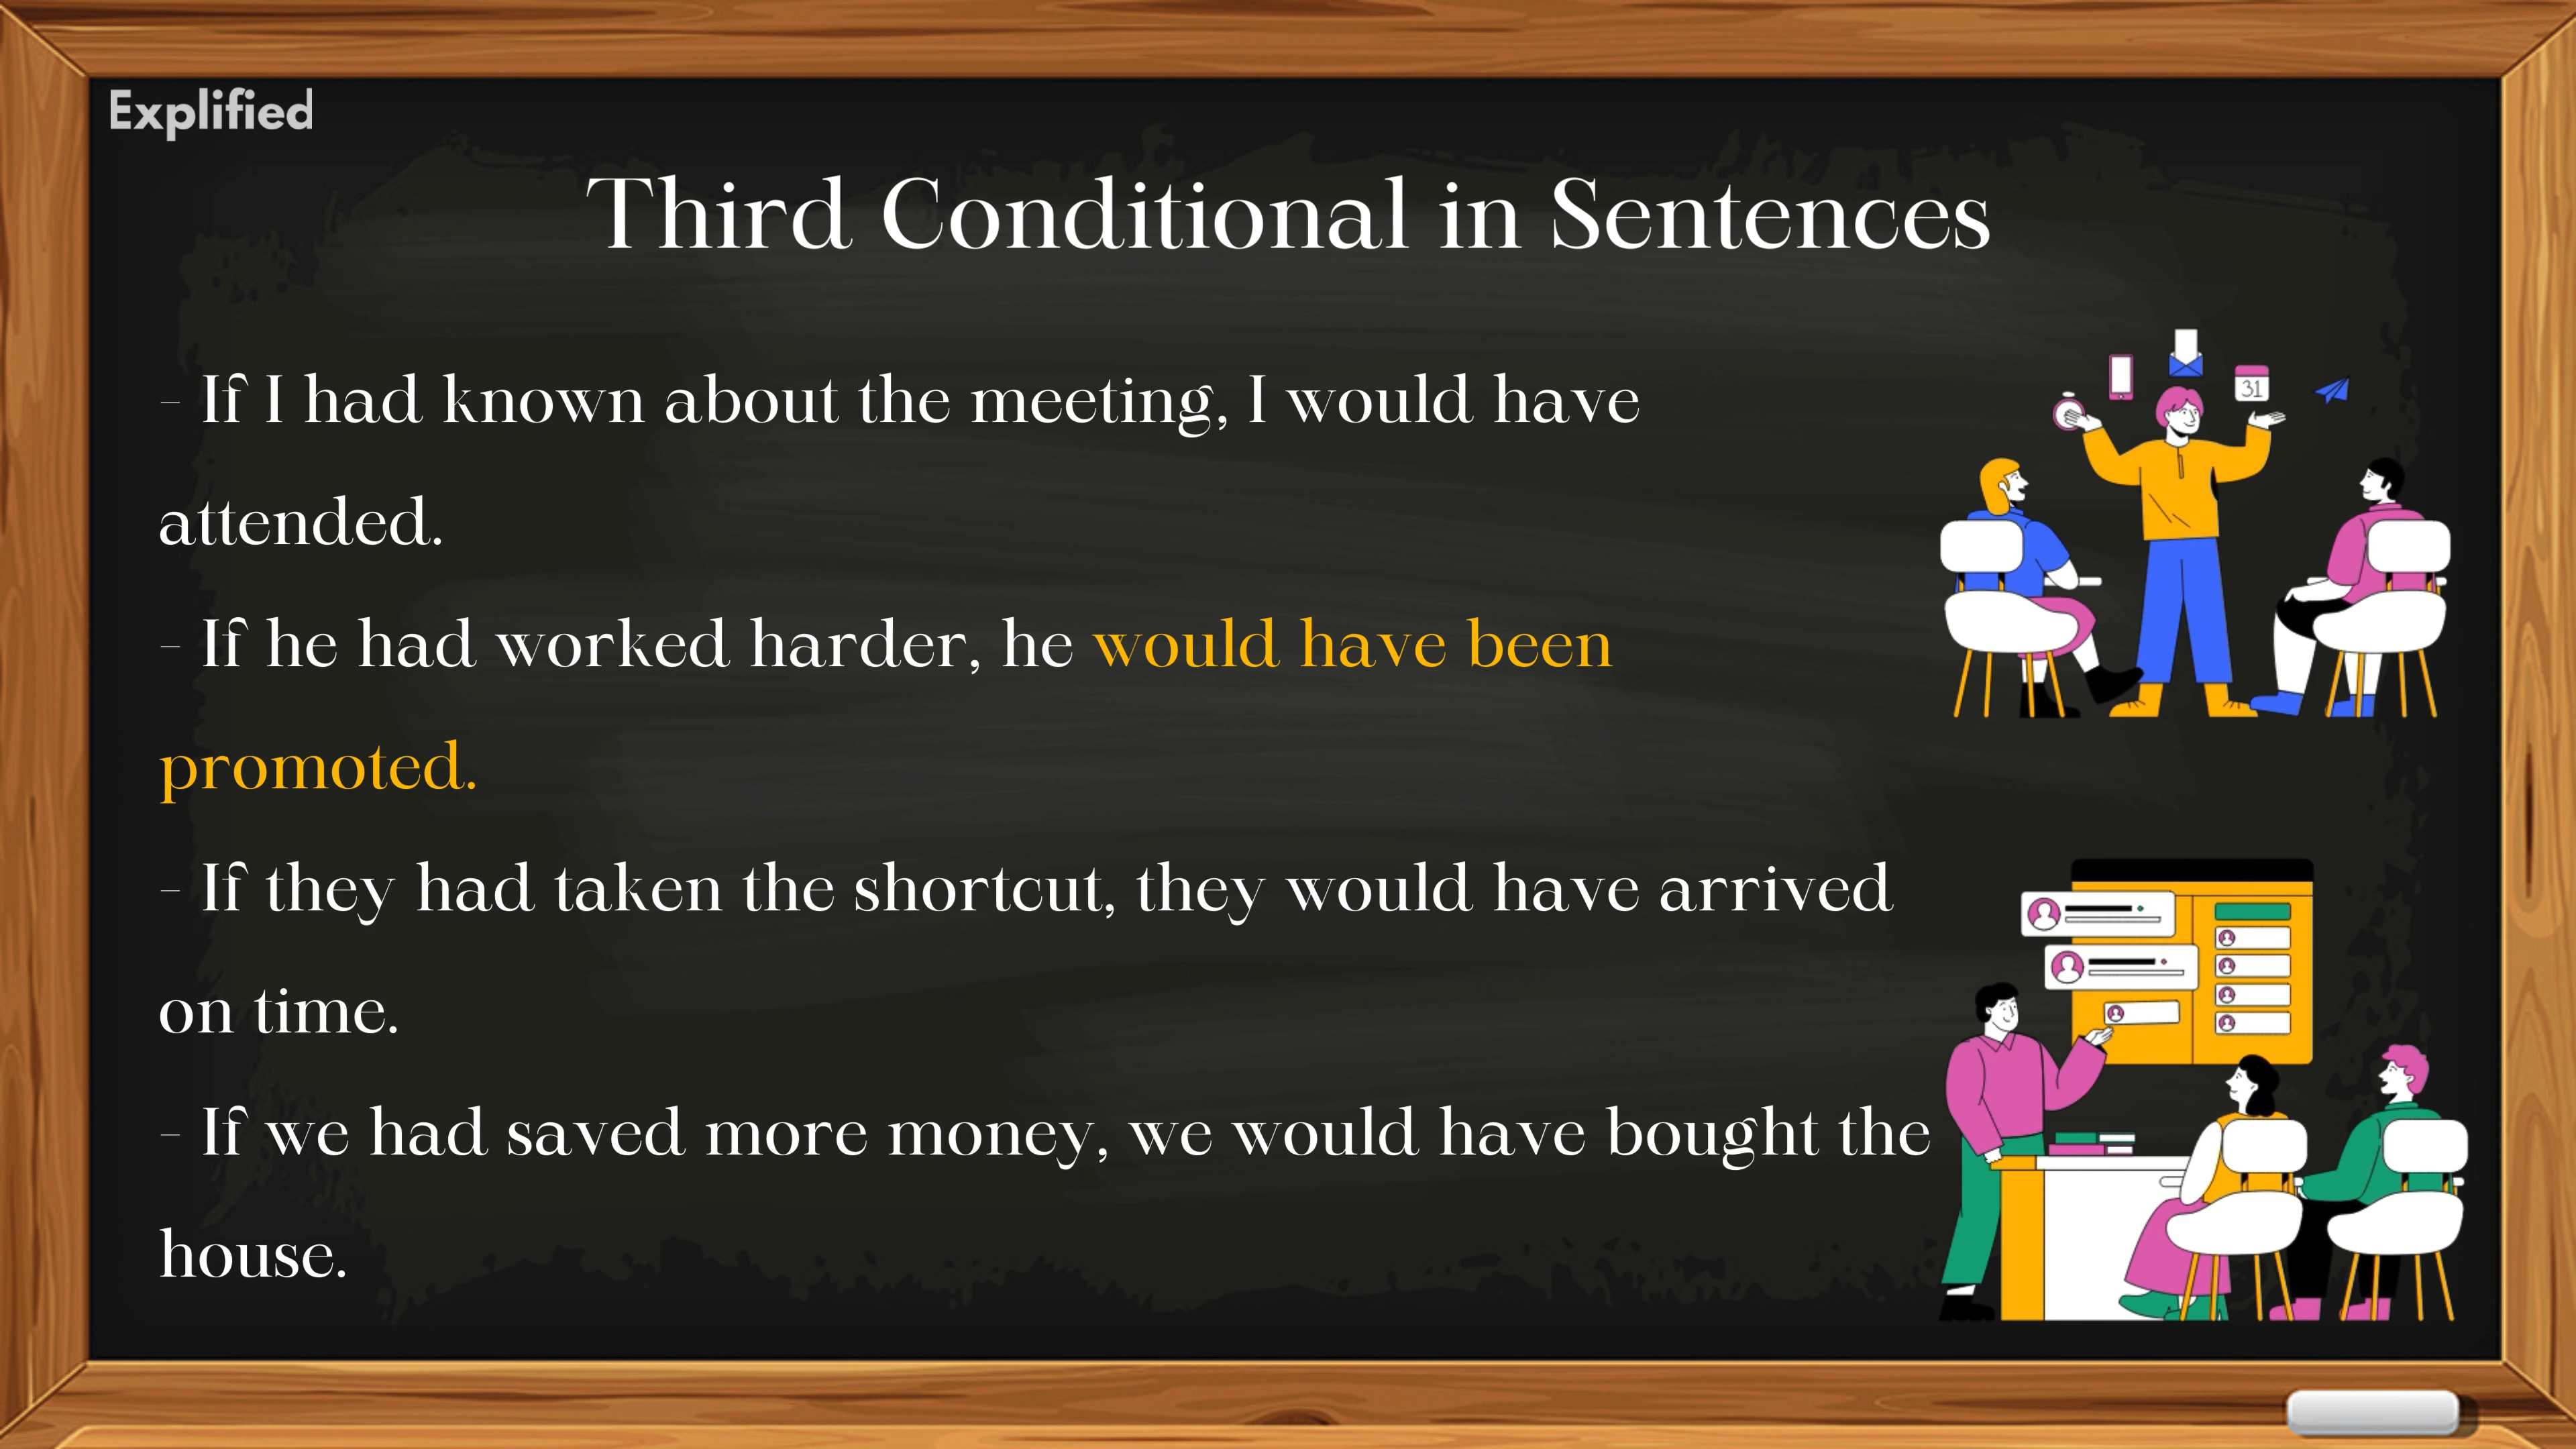 Explified
Third Conditional in Sentences
- If I had known about the meeting, I would have
attended.
- If he had worked harder, he would have been
promoted.
- If they had taken the shortcut, they would have arrived
on time.
- If we had saved more money, we would have bought the
house.
31